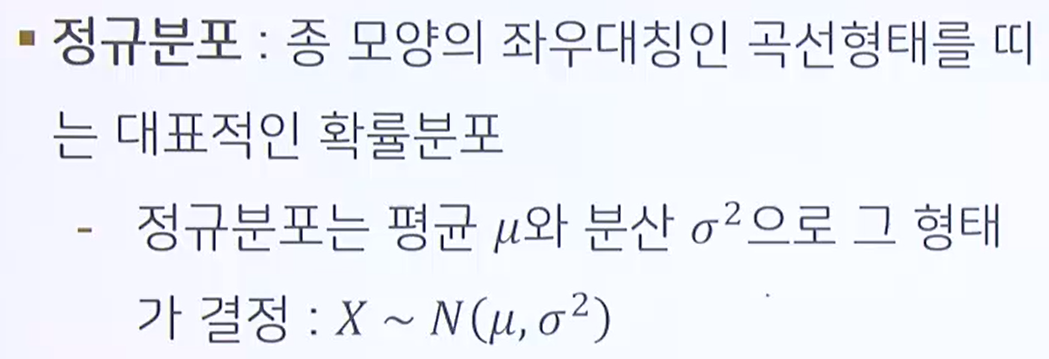 ▪ 정규분포 : 종 모양의 좌우대칭인 곡선형태를 띠
는 대표적인 확률분포
- 정규분포는 평균 μ와 분산 σ²으로 그 형태
가 결정 : X ~ N(μ, σ²)